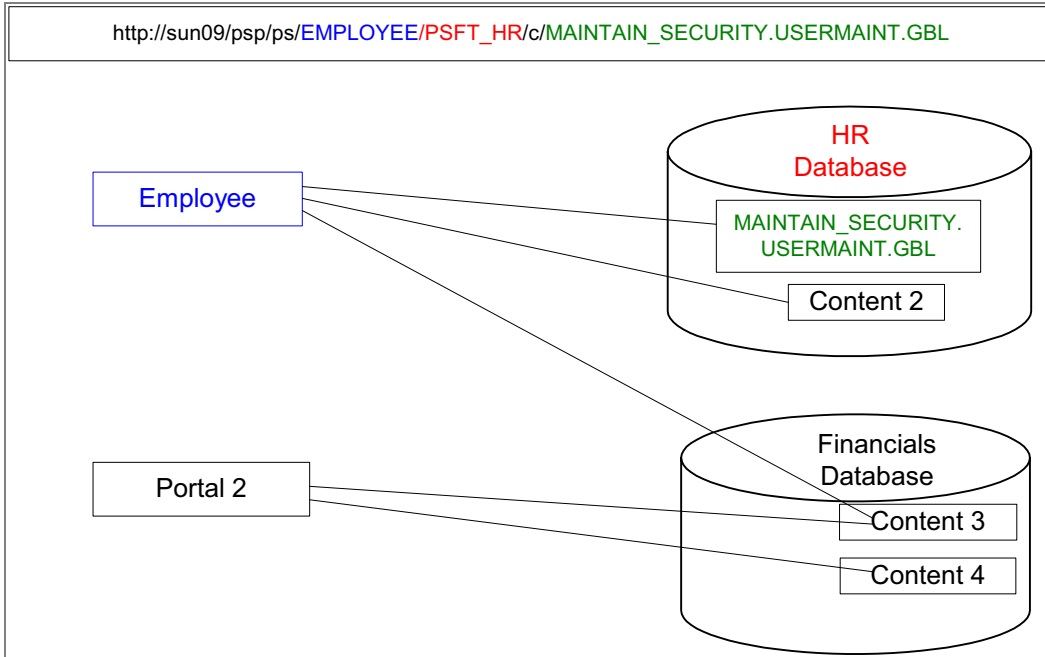 http://sun09/psp/ps/EMPLOYEE/PSFT_HR/c/MAINTAIN_SECURITY.USERMAINT.GBL
HR
Database
Employee
MAINTAIN_SECURITY.
USERMAINT.GBL
Content 2
Financials
Database
Portal 2
Content 3
Content 4